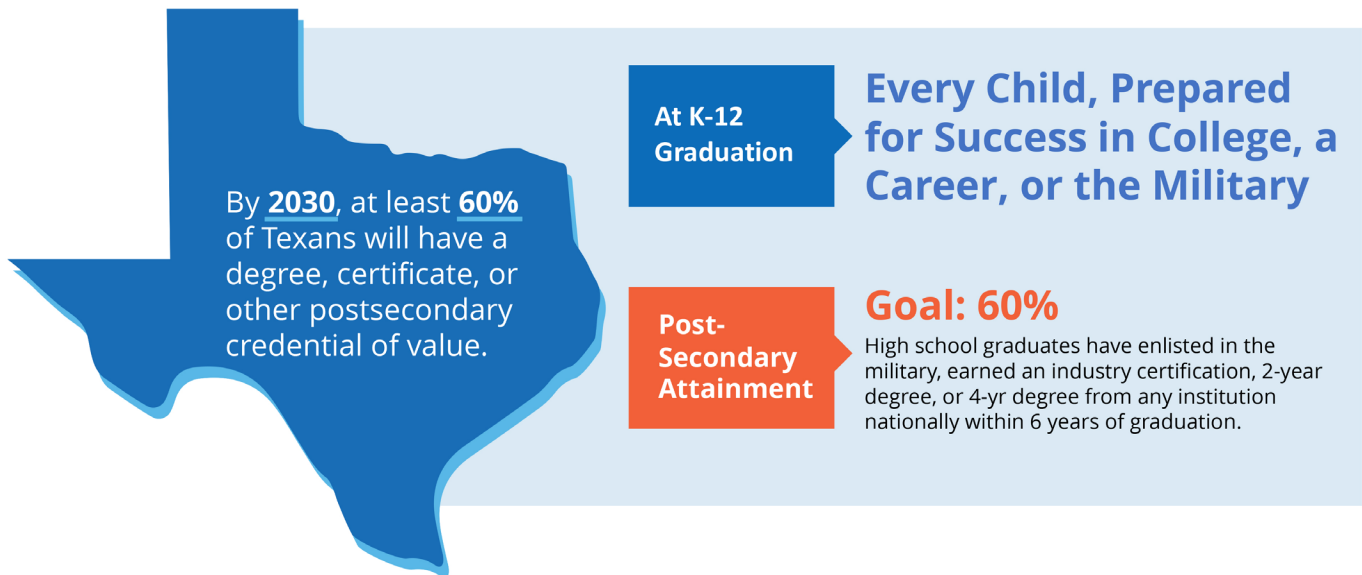 By 2030, at least 60%
of Texans will have a
degree, certificate, or
other postsecondary
credential of value.
At K-12
Graduation
Every Child, Prepared
for Success in College, a
Career, or the Military
Post-
Secondary
Attainment
Goal: 60%
High school graduates have enlisted in the
military, earned an industry certification, 2-year
degree, or 4-yr degree from any institution
nationally within 6 years of graduation.